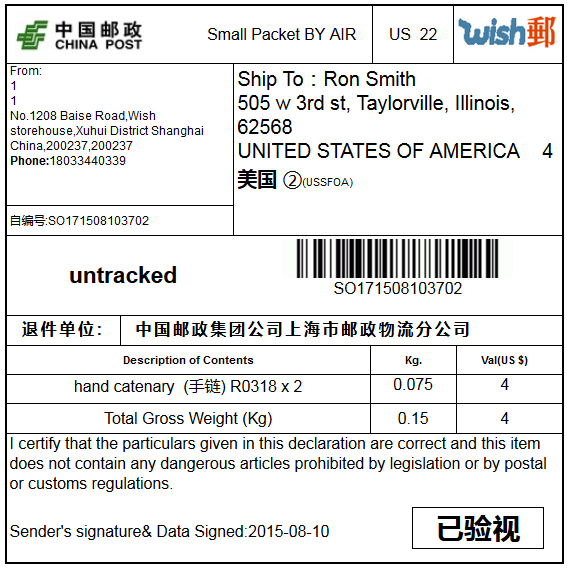 中国邮政
CHINA POST
Small Packet BY AIR
US 22
wish邮
From:
1
1
No.1208 Baise Road,Wish
storehouse,Xuhui District Shanghai
China,200237,200237
Phone:18033440339
自编号:SO171508103702
Ship To：Ron Smith
505 w 3rd st, Taylorville, Illinois,
62568
UNITED STATES OF AMERICA 4
美国 ②(USSFOA)
untracked
SO171508103702
退件单位: 中国邮政集团公司上海市邮政物流分公司
Description of Contents Kg. Val(US $)
hand catenary (手链) R0318 x 2 0.075 4
Total Gross Weight (Kg) 0.15 4
I certify that the particulars given in this declaration are correct and this item
does not contain any dangerous articles prohibited by legislation or by postal
or customs regulations.
Sender's signature& Data Signed:2015-08-10
已验视